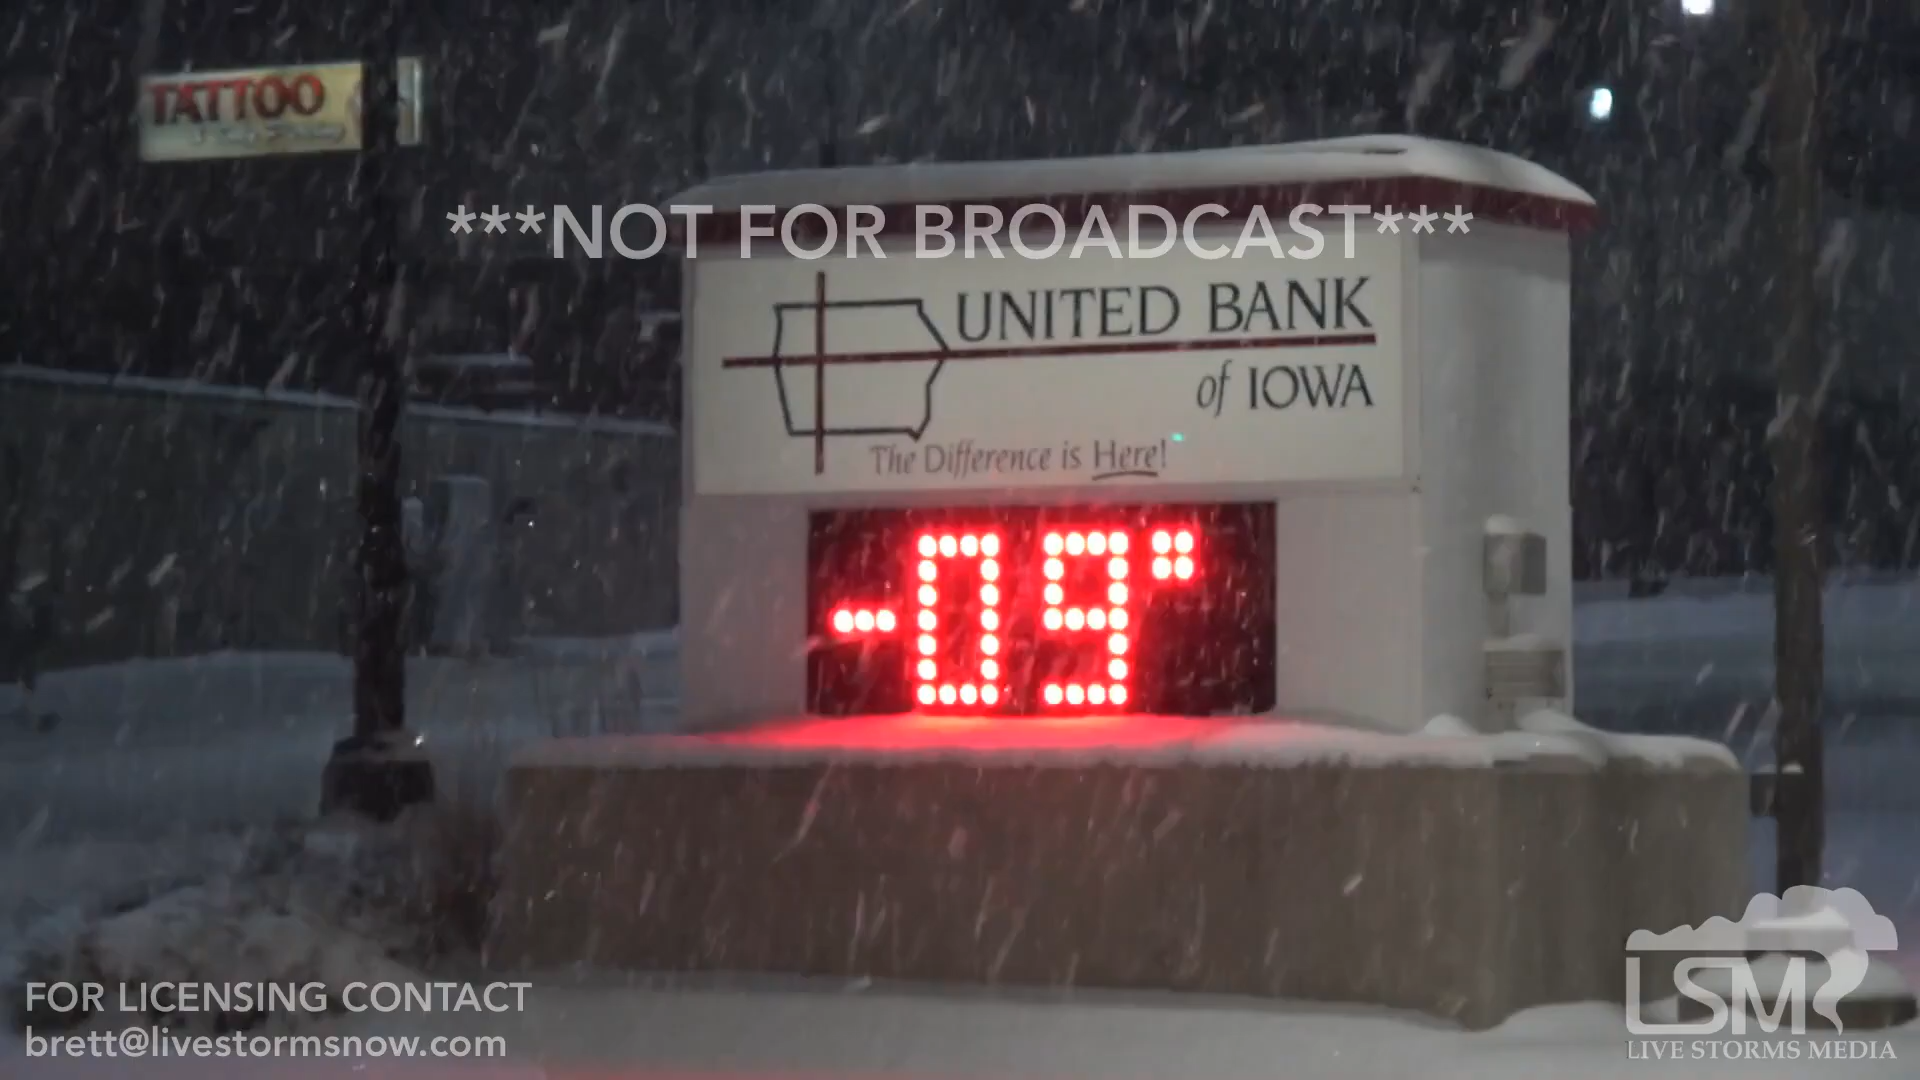 TATTOO
***NOT FOR BROADCAST***
UNITED BANK
of IOWA
The Difference is Here!
-09°
FOR LICENSING CONTACT
brett@livestormsnow.com
LSM
LIVE STORMS MEDIA